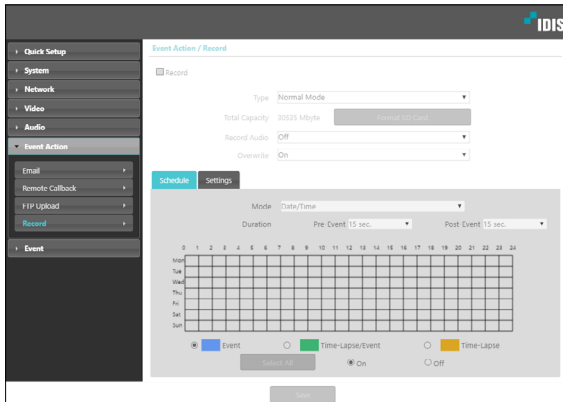 IDIS
Quick Setup
System
Network
Video
Audio
Event Action
Email
Remote Callback
FTP Upload
Record
Event
Event Action / Record
Record
Type Normal Mode
Total Capacity 20535 Mbyte Format SD Card
Record Audio Off
Overwrite On
Schedule Settings
Mode Date/Time
Duration Pre-Event 15 sec. Post-Event 15 sec.
0 1 2 3 4 5 6 7 8 9 10 11 12 13 14 15 16 17 18 19 20 21 22 23 24
Mon
Tue
Wed
Thu
Fri
Sat
Sun
Event Time-Lapse/Event Time-Lapse
Select All On Off
Save